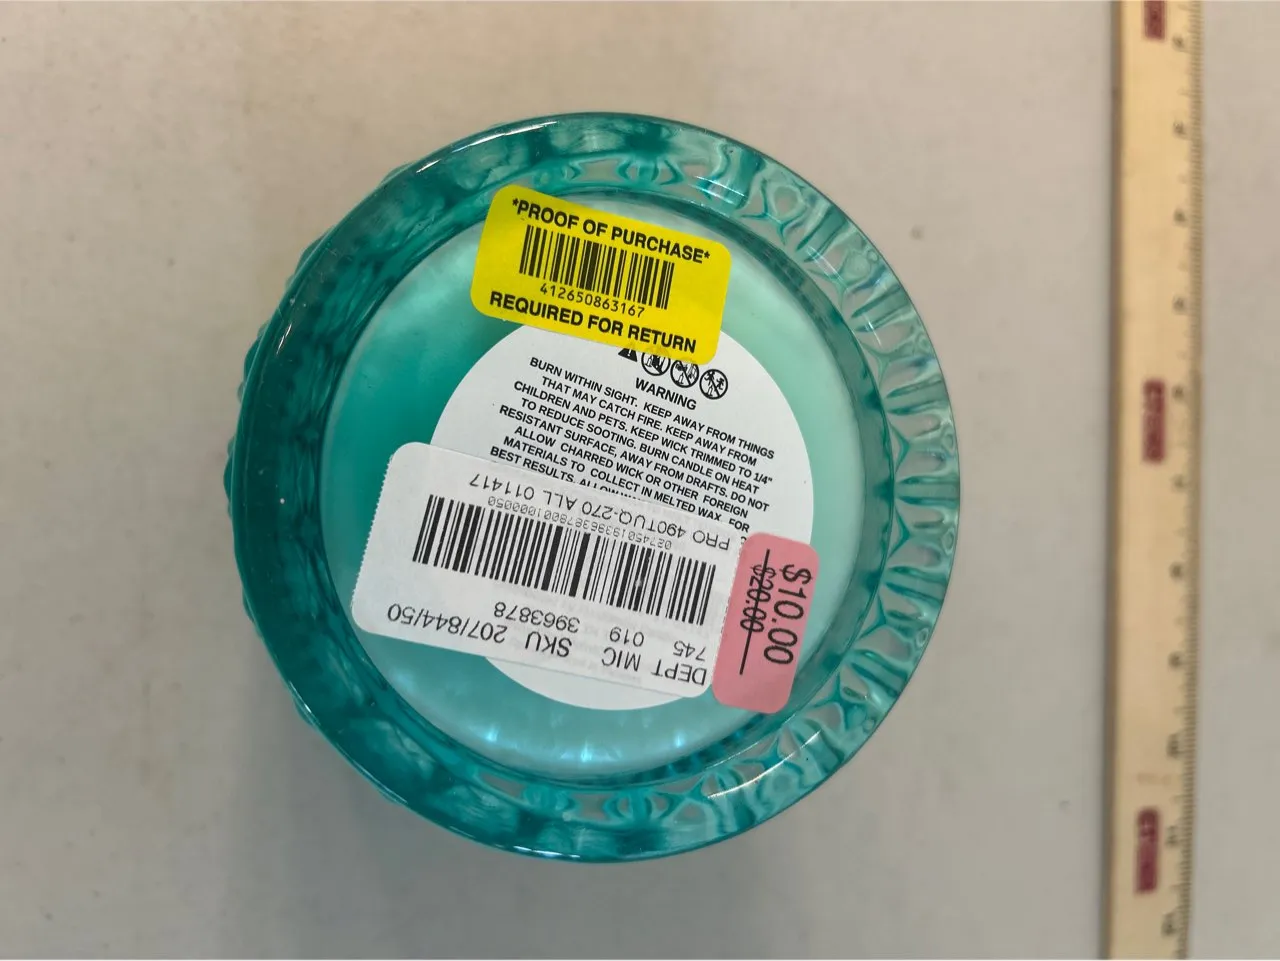 *PROOF OF PURCHASE*
412650863167
REQUIRED FOR RETURN
WARNING
BURN WITHIN SIGHT. KEEP AWAY FROM THINGS
THAT MAY CATCH FIRE. KEEP AWAY FROM
CHILDREN AND PETS. KEEP WICK TRIMMED TO 1/4"
TO REDUCE SOOTING. BURN CANDLE ON HEAT
RESISTANT SURFACE, AWAY FROM DRAFTS. DO NOT
ALLOW CHARRED WICK OR OTHER FOREIGN
MATERIALS TO COLLECT IN MELTED WAX. FOR
BEST RESULTS, ALLOW
DEPT MIC SKU 207/844/50
745 019 3963878
PRO 490TUQ-270 ALL 011417
$10.00
$20.00